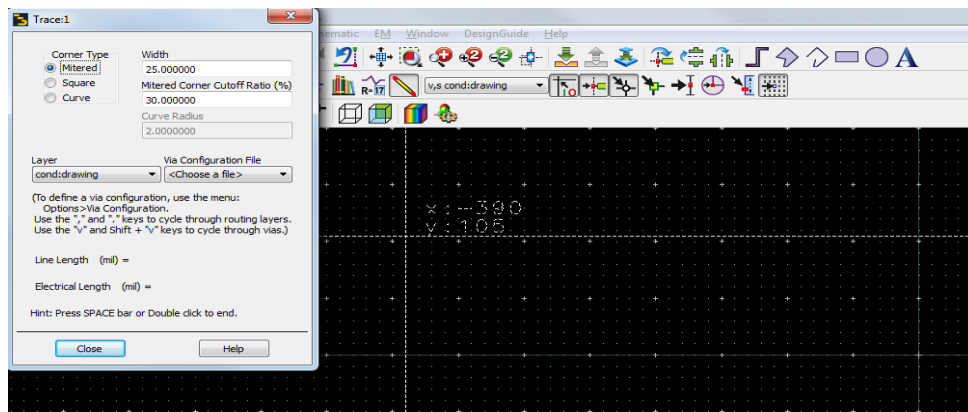 Trace:1
ematic EM Window DesignGuide Help
Corner Type
Mitered
Square
Curve
Width
25.000000
Mitered Corner Cutoff Ratio (%)
30.000000
Curve Radius
2.0000000
Layer
cond:drawing
Via Configuration File
<Choose a file>
(To define a via configuration, use the menu:
Options>Via Configuration.
Use the "," and "." keys to cycle through routing layers.
Use the "v" and Shift + "v" keys to cycle through vias.)
Line Length (mil) =
Electrical Length (mil) =
Hint: Press SPACE bar or Double click to end.
Close
Help
+2 2 -2
A
R=17
v,s cond:drawing
x:-390
y:105